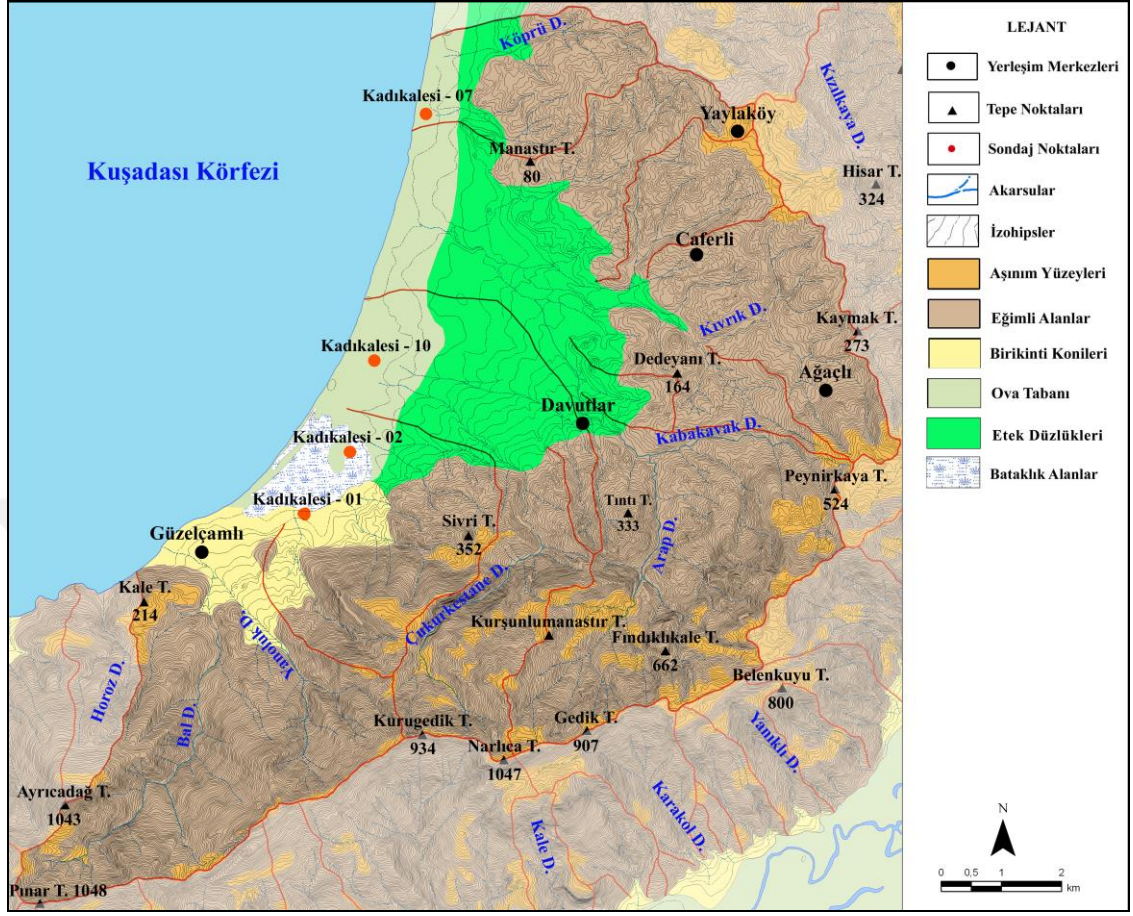 Köprü D.
Kadıkalesi - 07
Yaylaköy
Kızılkaya D.
Kuşadası Körfezi
Manastır T.
80
Hisar T.
324
Caferli
Kıvrık D.
Kaymak T.
273
Kadıkalesi - 10
Dedeyanı T.
164
Ağaçlı
Davutlar
Kadıkalesi - 02
Kabakavak D.
Peynirkaya T.
524
Kadıkalesi - 01
Güzelçamlı
Sivri T.
352
Tıntı T.
333
Arap D.
Kale T.
214
Yanoluk D.
Çukurkestane D.
Kurşunlumanastır T.
Fındıklıkale T.
662
Horoz D.
Bal D.
Belenkuyu T.
800
Yanıklı D.
Kurugedik T.
934
Gedik T.
907
Narlıca T.
1047
Ayrıcadağ T.
1043
Kale D.
Karakol D.
Pınar T. 1048
LEJANT
Yerleşim Merkezleri
Tepe Noktaları
Sondaj Noktaları
Akarsular
İzohipsler
Aşınım Yüzeyleri
Eğimli Alanlar
Birikinti Konileri
Ova Tabanı
Etek Düzlükleri
Bataklık Alanlar
N
0 0,5 1 2
km